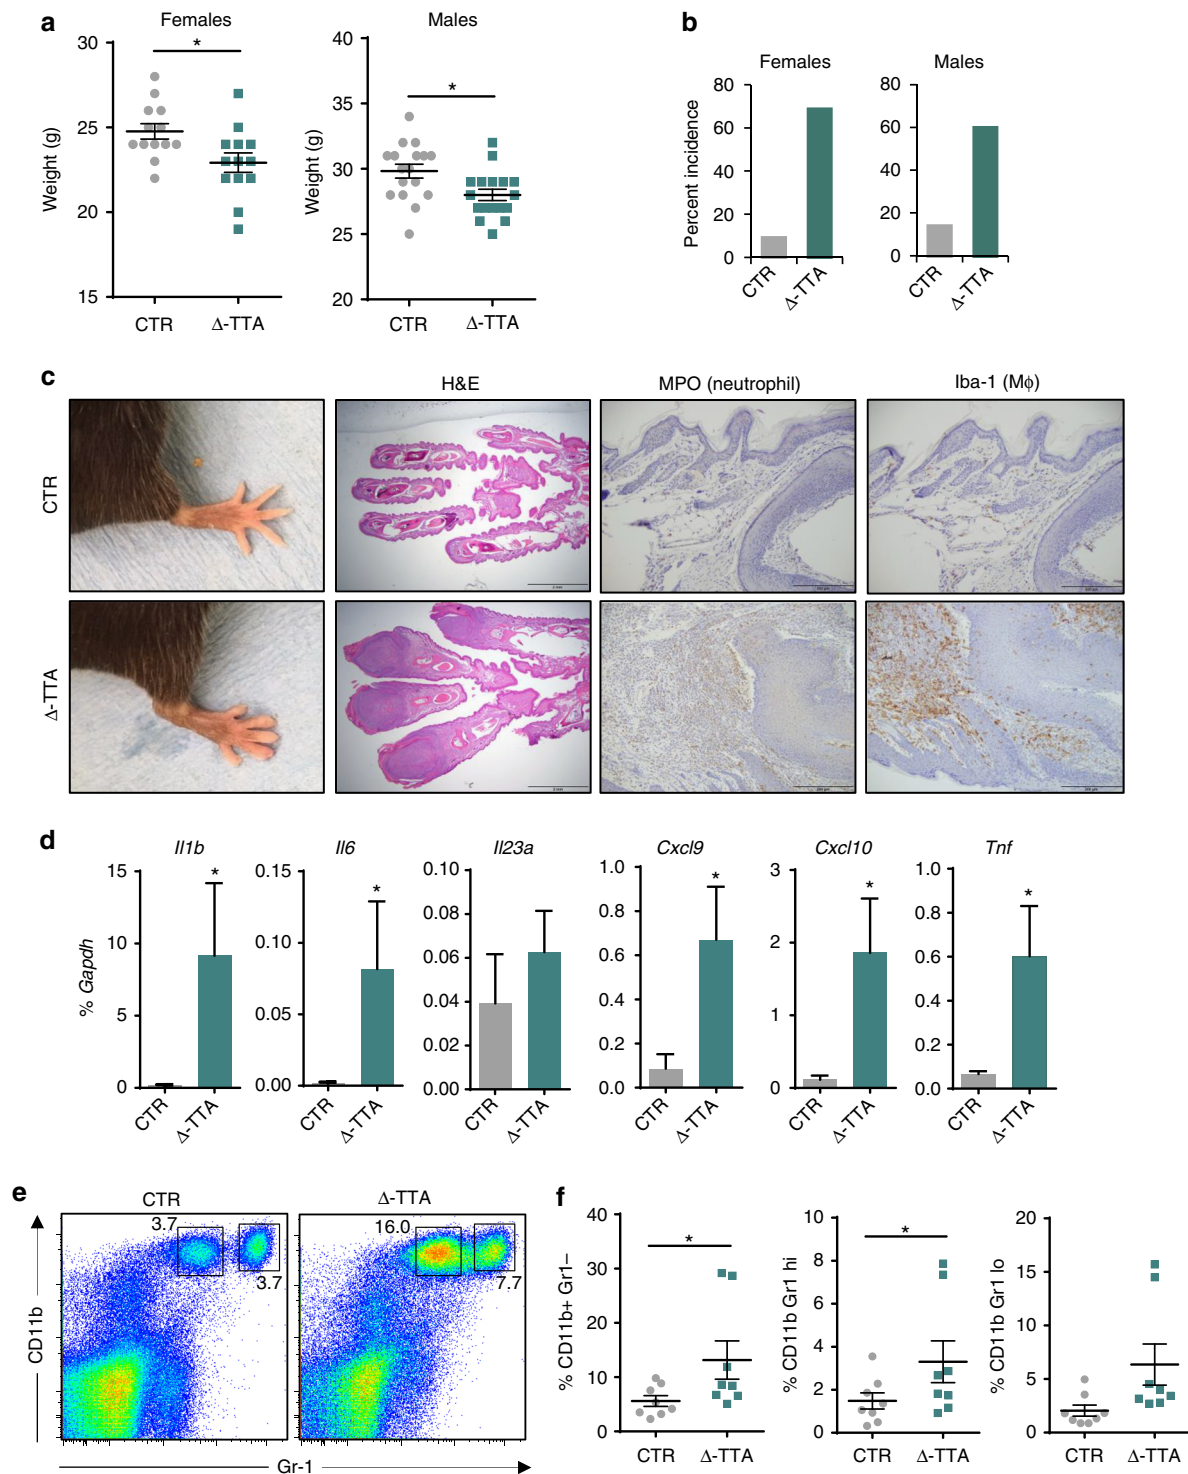 a
Females
Males
*
*
Weight (g)
30
25
20
15
CTR
Δ-TTA
Weight (g)
40
35
30
25
20
CTR
Δ-TTA
b
Females
Males
Percent incidence
80
60
40
20
0
CTR
Δ-TTA
80
60
40
20
0
CTR
Δ-TTA
c
H&E
MPO (neutrophil)
Iba-1 (Mϕ)
CTR
Δ-TTA
d
% Gapdh
Il1b
15
10
5
0
*
CTR
Δ-TTA
Il6
0.15
0.10
0.05
0.00
*
CTR
Δ-TTA
Il23a
0.10
0.08
0.06
0.04
0.02
0.00
CTR
Δ-TTA
Cxcl9
1.0
0.8
0.6
0.4
0.2
0.0
*
CTR
Δ-TTA
Cxcl10
3
2
1
0
*
CTR
Δ-TTA
Tnf
1.0
0.8
0.6
0.4
0.2
0.0
*
CTR
Δ-TTA
e
CTR
Δ-TTA
3.7
3.7
16.0
7.7
CD11b
Gr-1
f
% CD11b+ Gr1–
40
30
20
10
0
*
CTR
Δ-TTA
% CD11b Gr1 hi
10
8
6
4
2
0
*
CTR
Δ-TTA
% CD11b Gr1 lo
20
15
10
5
0
CTR
Δ-TTA